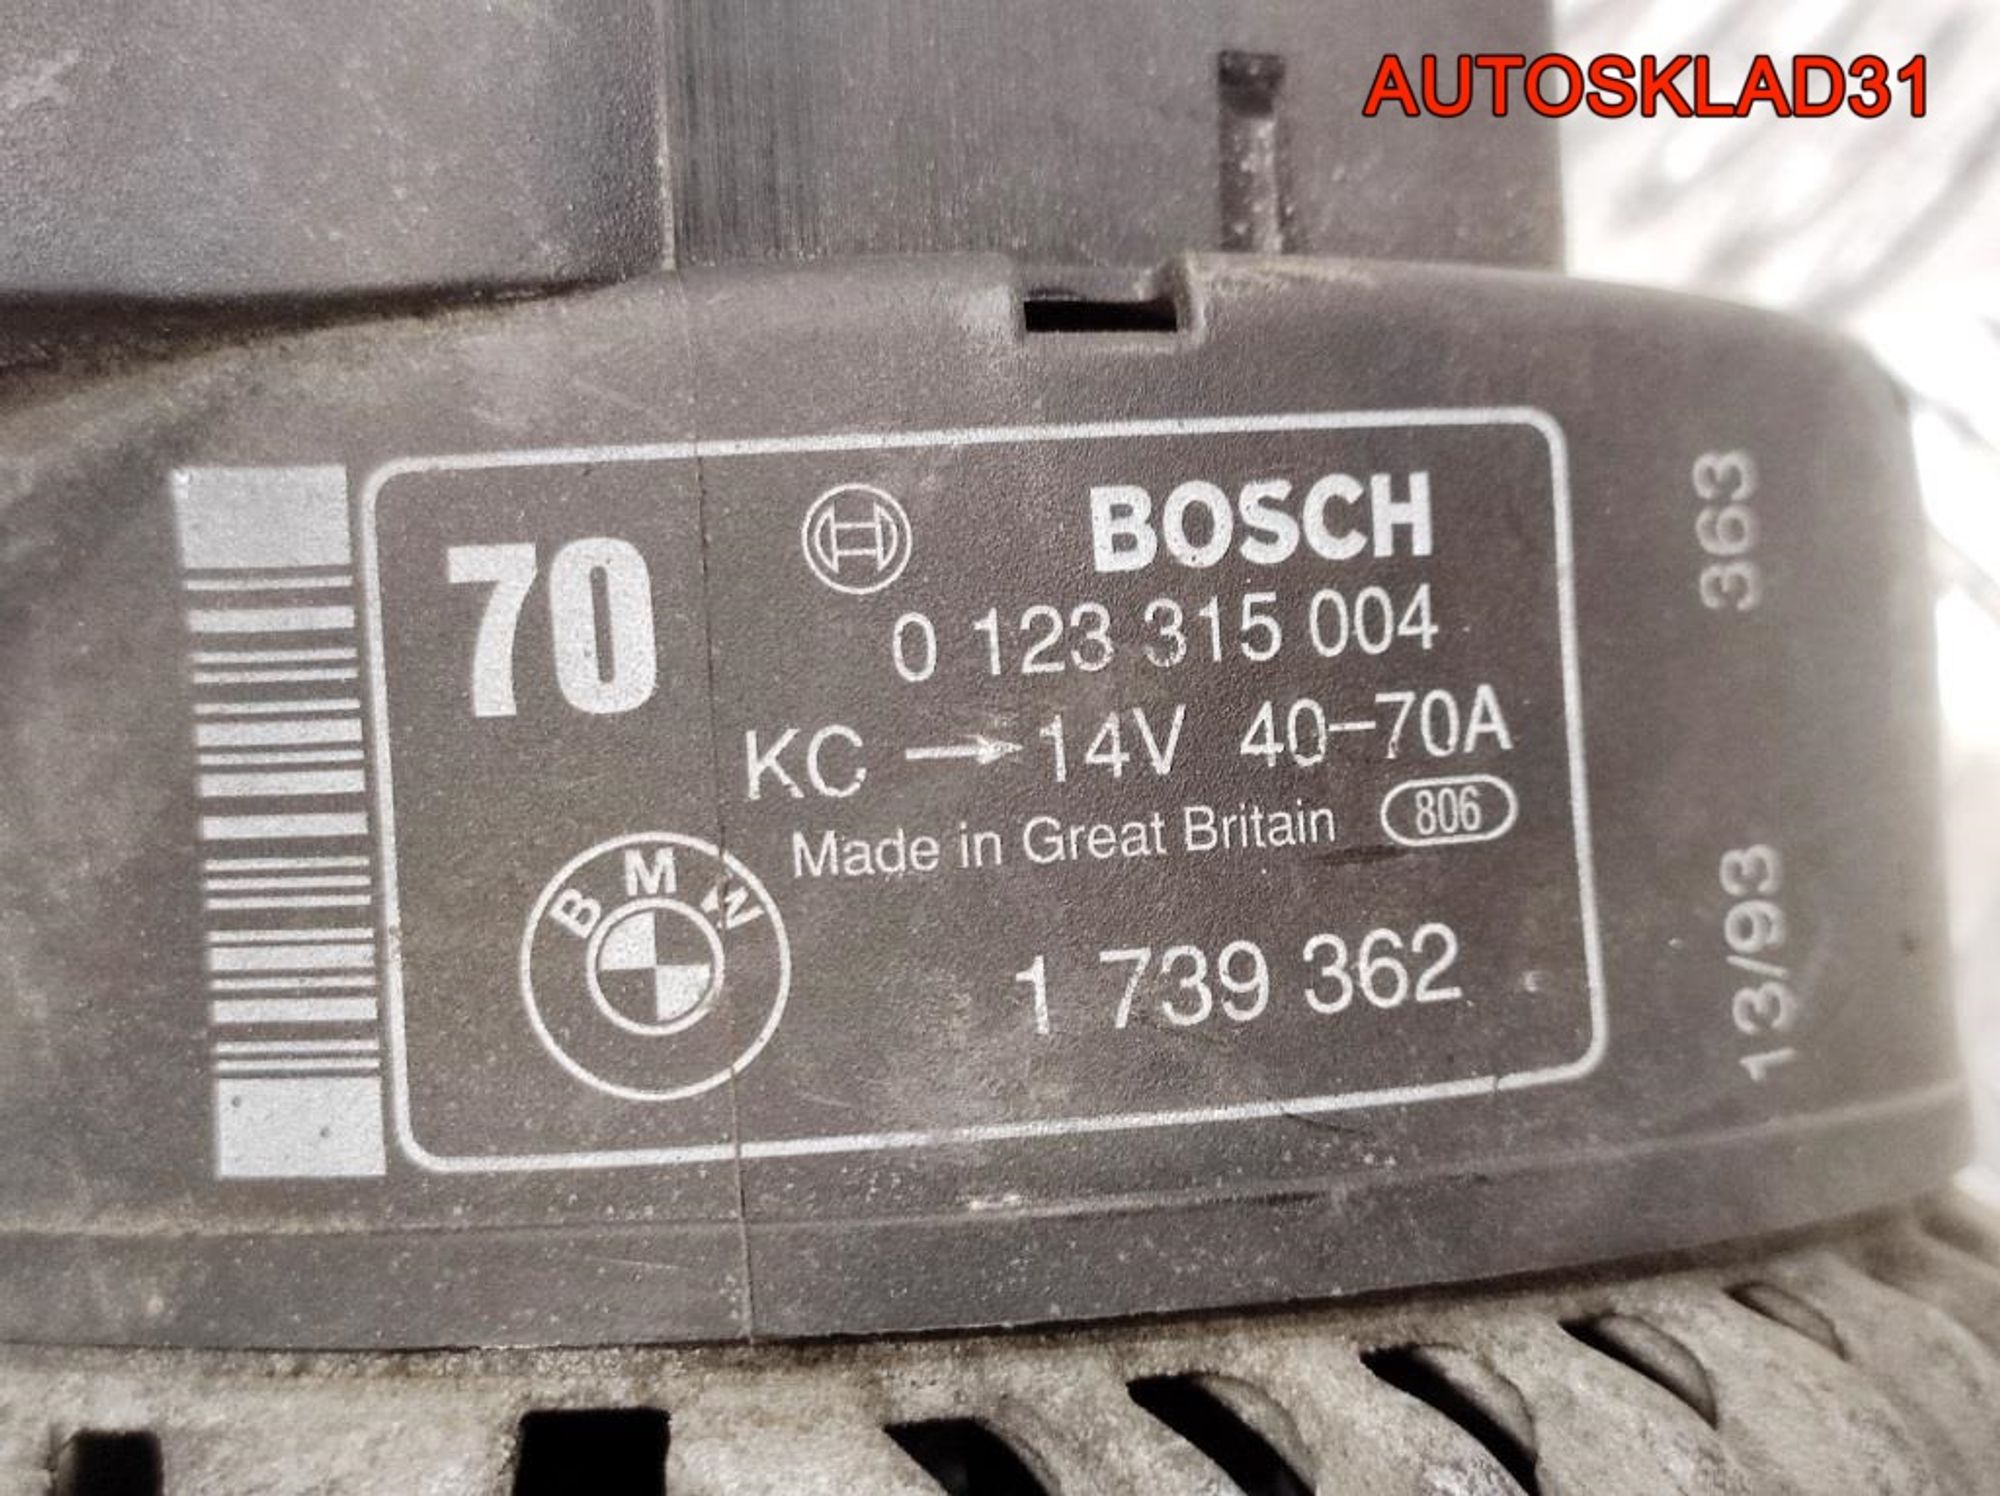 AUTOSKLAD31
70
BOSCH
0 123 315 004
KC → 14V 40-70A
Made in Great Britain 806
BMW
1 739 362
363
13/93